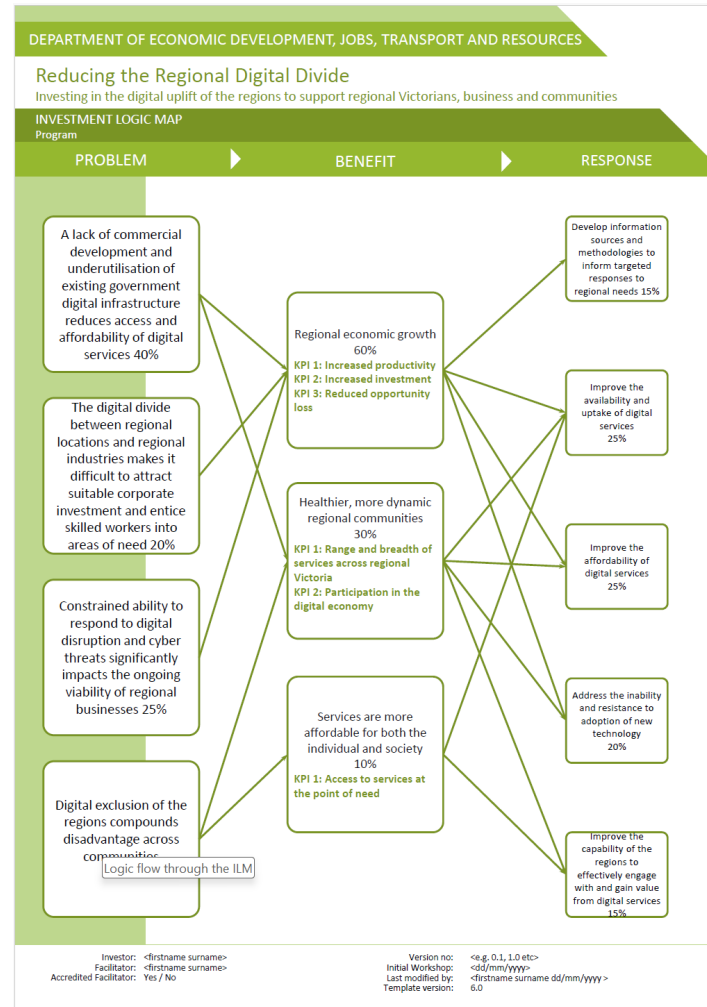 DEPARTMENT OF ECONOMIC DEVELOPMENT, JOBS, TRANSPORT AND RESOURCES
Reducing the Regional Digital Divide
Investing in the digital uplift of the regions to support regional Victorians, business and communities
INVESTMENT LOGIC MAP
Program
PROBLEM
BENEFIT
RESPONSE
A lack of commercial
development and
underutilisation of
existing government
digital infrastructure
reduces access and
affordability of digital
services 40%
The digital divide
between regional
locations and regional
industries makes it
difficult to attract
suitable corporate
investment and entice
skilled workers into
areas of need 20%
Constrained ability to
respond to digital
disruption and cyber
threats significantly
impacts the ongoing
viability of regional
businesses 25%
Digital exclusion of the
regions compounds
disadvantage across
communities
Logic flow through the ILM
Regional economic growth
60%
KPI 1: Increased productivity
KPI 2: Increased investment
KPI 3: Reduced opportunity
loss
Healthier, more dynamic
regional communities
30%
KPI 1: Range and breadth of
services across regional
Victoria
KPI 2: Participation in the
digital economy
Services are more
affordable for both the
individual and society
10%
KPI 1: Access to services at
the point of need
Develop information
sources and
methodologies to
inform targeted
responses to
regional needs 15%
Improve the
availability and
uptake of digital
services
25%
Improve the
affordability of
digital services
25%
Address the inability
and resistance to
adoption of new
technology
20%
Improve the
capability of the
regions to
effectively engage
with and gain value
from digital services
15%
Investor: <firstname surname>
Facilitator: <firstname surname>
Accredited Facilitator: Yes / No
Version no: <e.g. 0.1, 1.0 etc>
Initial Workshop: <dd/mm/yyyy>
Last modified by: <firstname surname dd/mm/yyyy >
Template version: 6.0